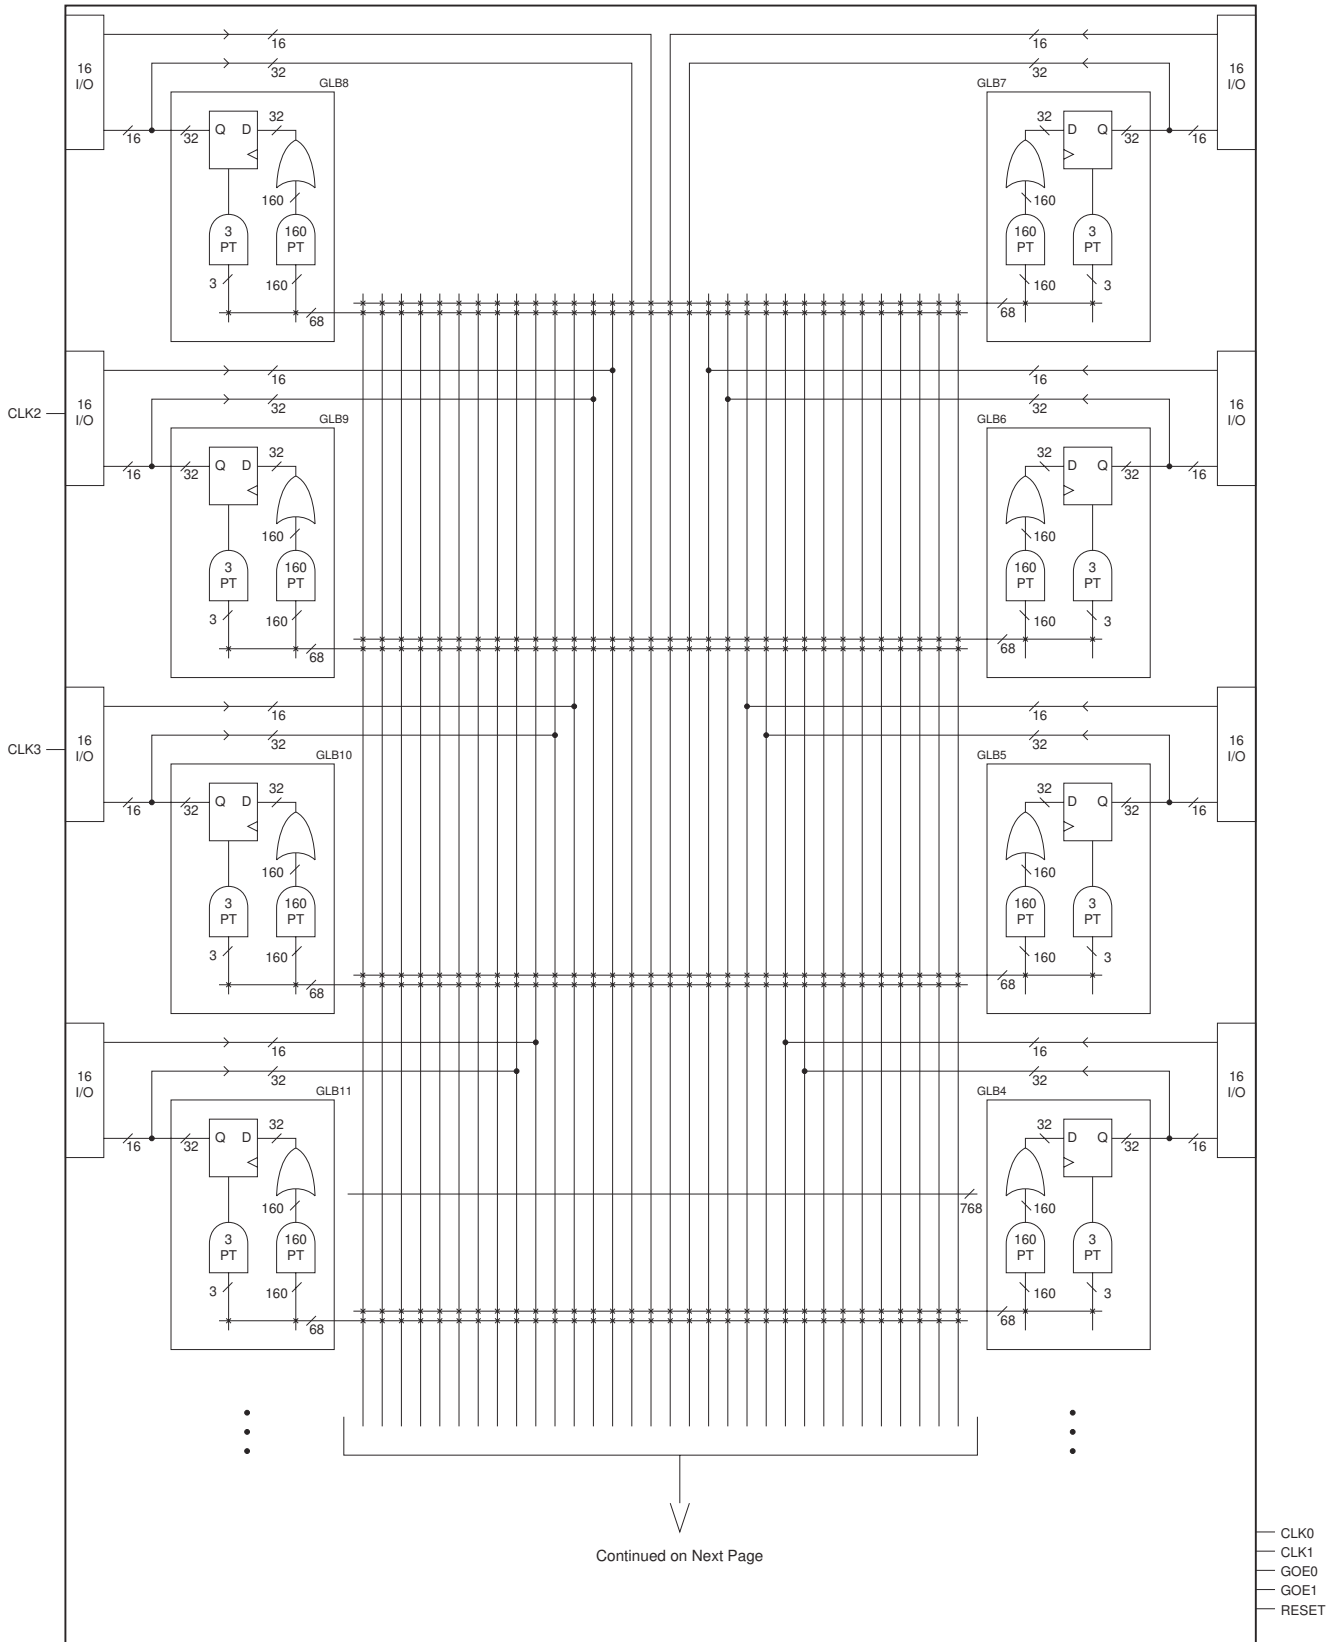 16
32
GLB8
16
I/O
16
32
Q D
32
160
3
PT
160
PT
3
160
68
16
32
GLB7
16
I/O
32
D Q
32
16
160
160
PT
3
PT
160
3
68
CLK2
16
32
GLB9
16
I/O
16
32
Q D
32
160
3
PT
160
PT
3
160
68
16
32
GLB6
16
I/O
32
D Q
32
16
160
160
PT
3
PT
160
3
68
CLK3
16
32
GLB10
16
I/O
16
32
Q D
32
160
3
PT
160
PT
3
160
68
16
32
GLB5
16
I/O
32
D Q
32
16
160
160
PT
3
PT
160
3
68
16
32
GLB11
16
I/O
16
32
Q D
32
160
3
PT
160
PT
3
160
68
16
32
GLB4
16
I/O
32
D Q
32
16
768
160
160
PT
3
PT
160
3
68
Continued on Next Page
CLK0
CLK1
GOE0
GOE1
RESET